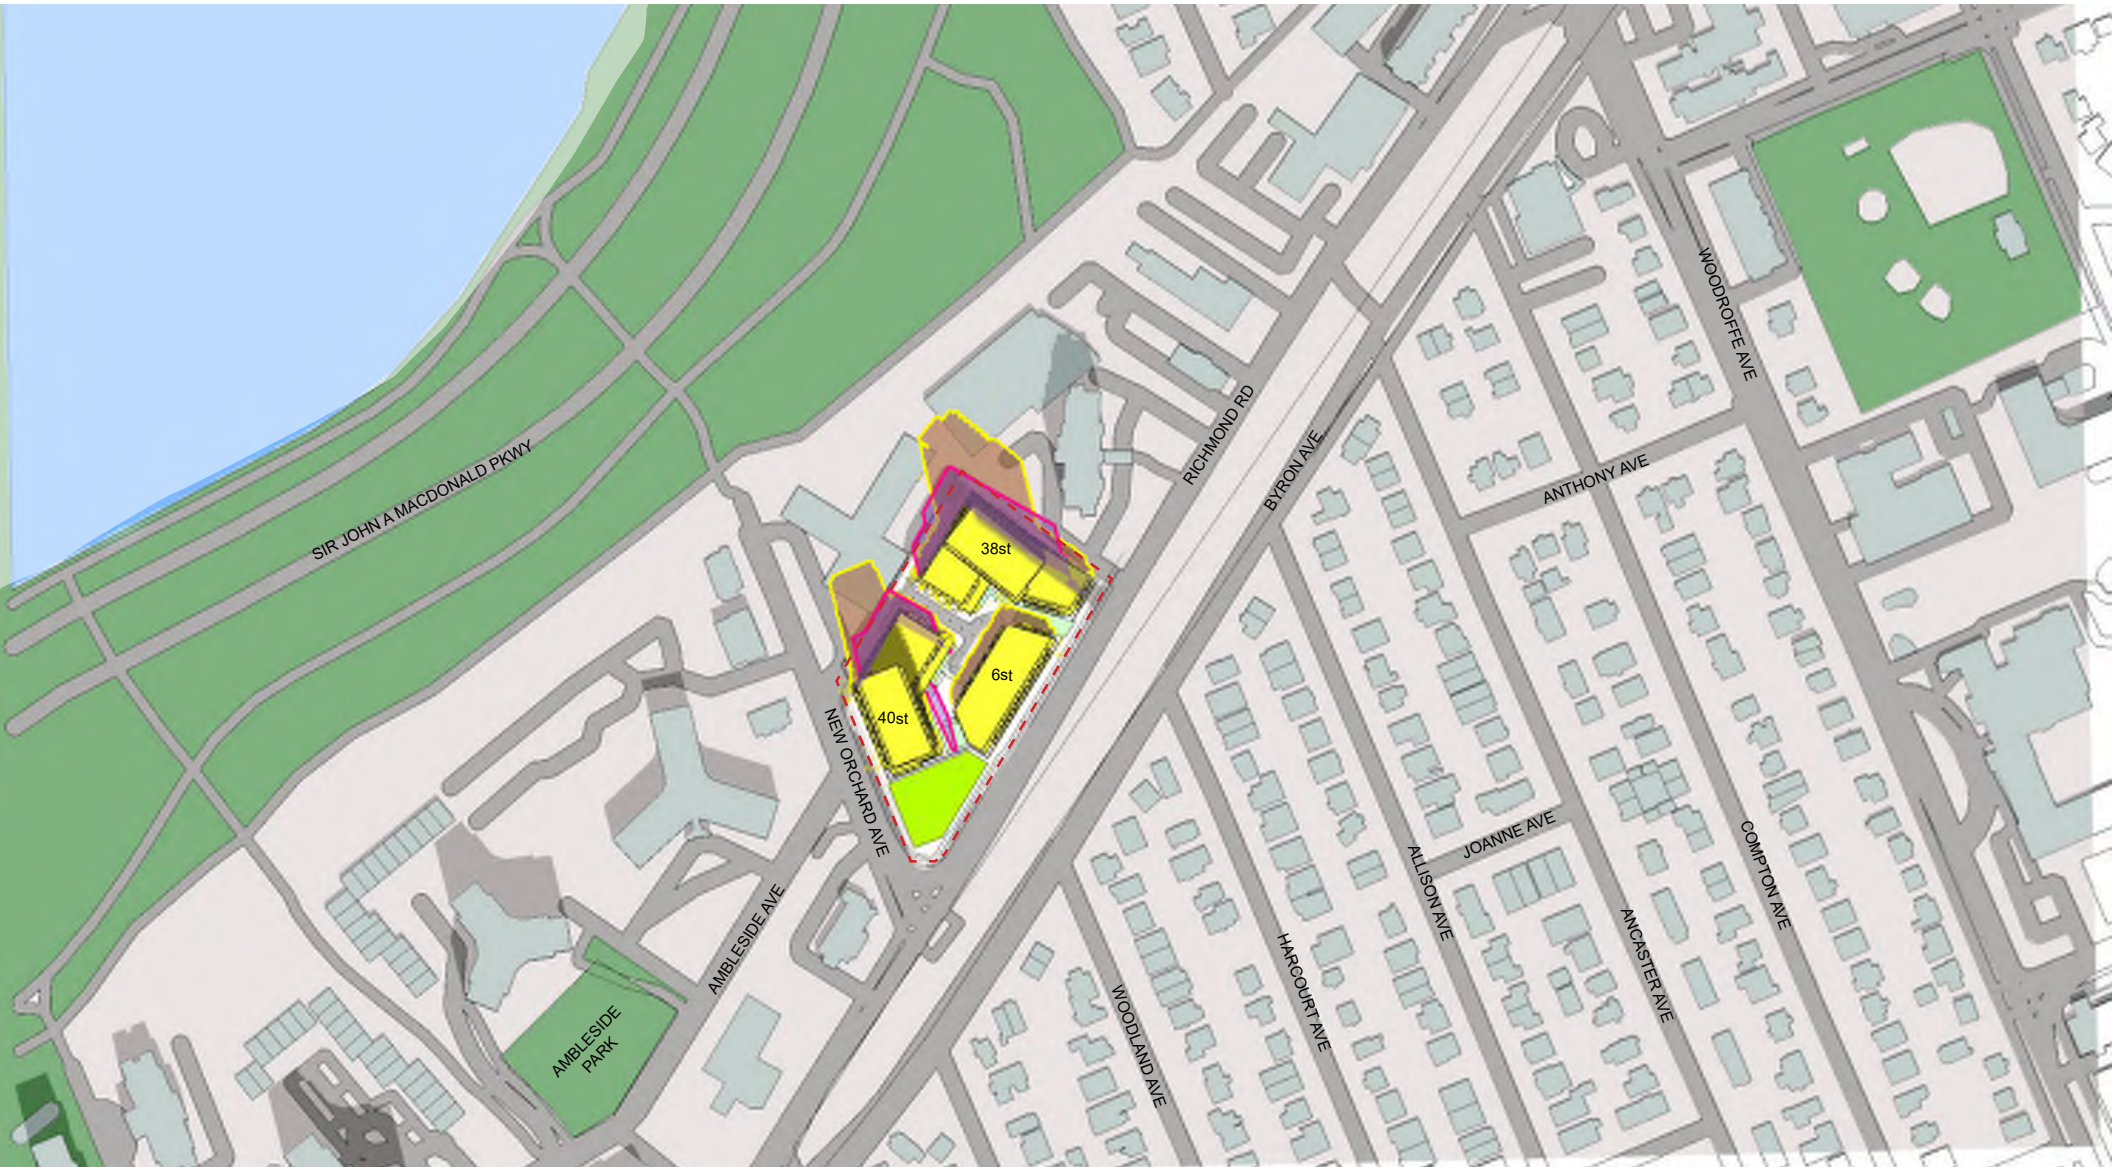 WOODROFFE AVE
RICHMOND RD
BYRON AVE
ANTHONY AVE
SIR JOHN A MACDONALD PKWY
38st
6st
40st
NEW ORCHARD AVE
JOANNE AVE
COMPTON AVE
ALLISON AVE
AMBLESIDE AVE
ANCASTER AVE
HARCOURT AVE
WOODLAND AVE
AMBLESIDE
PARK